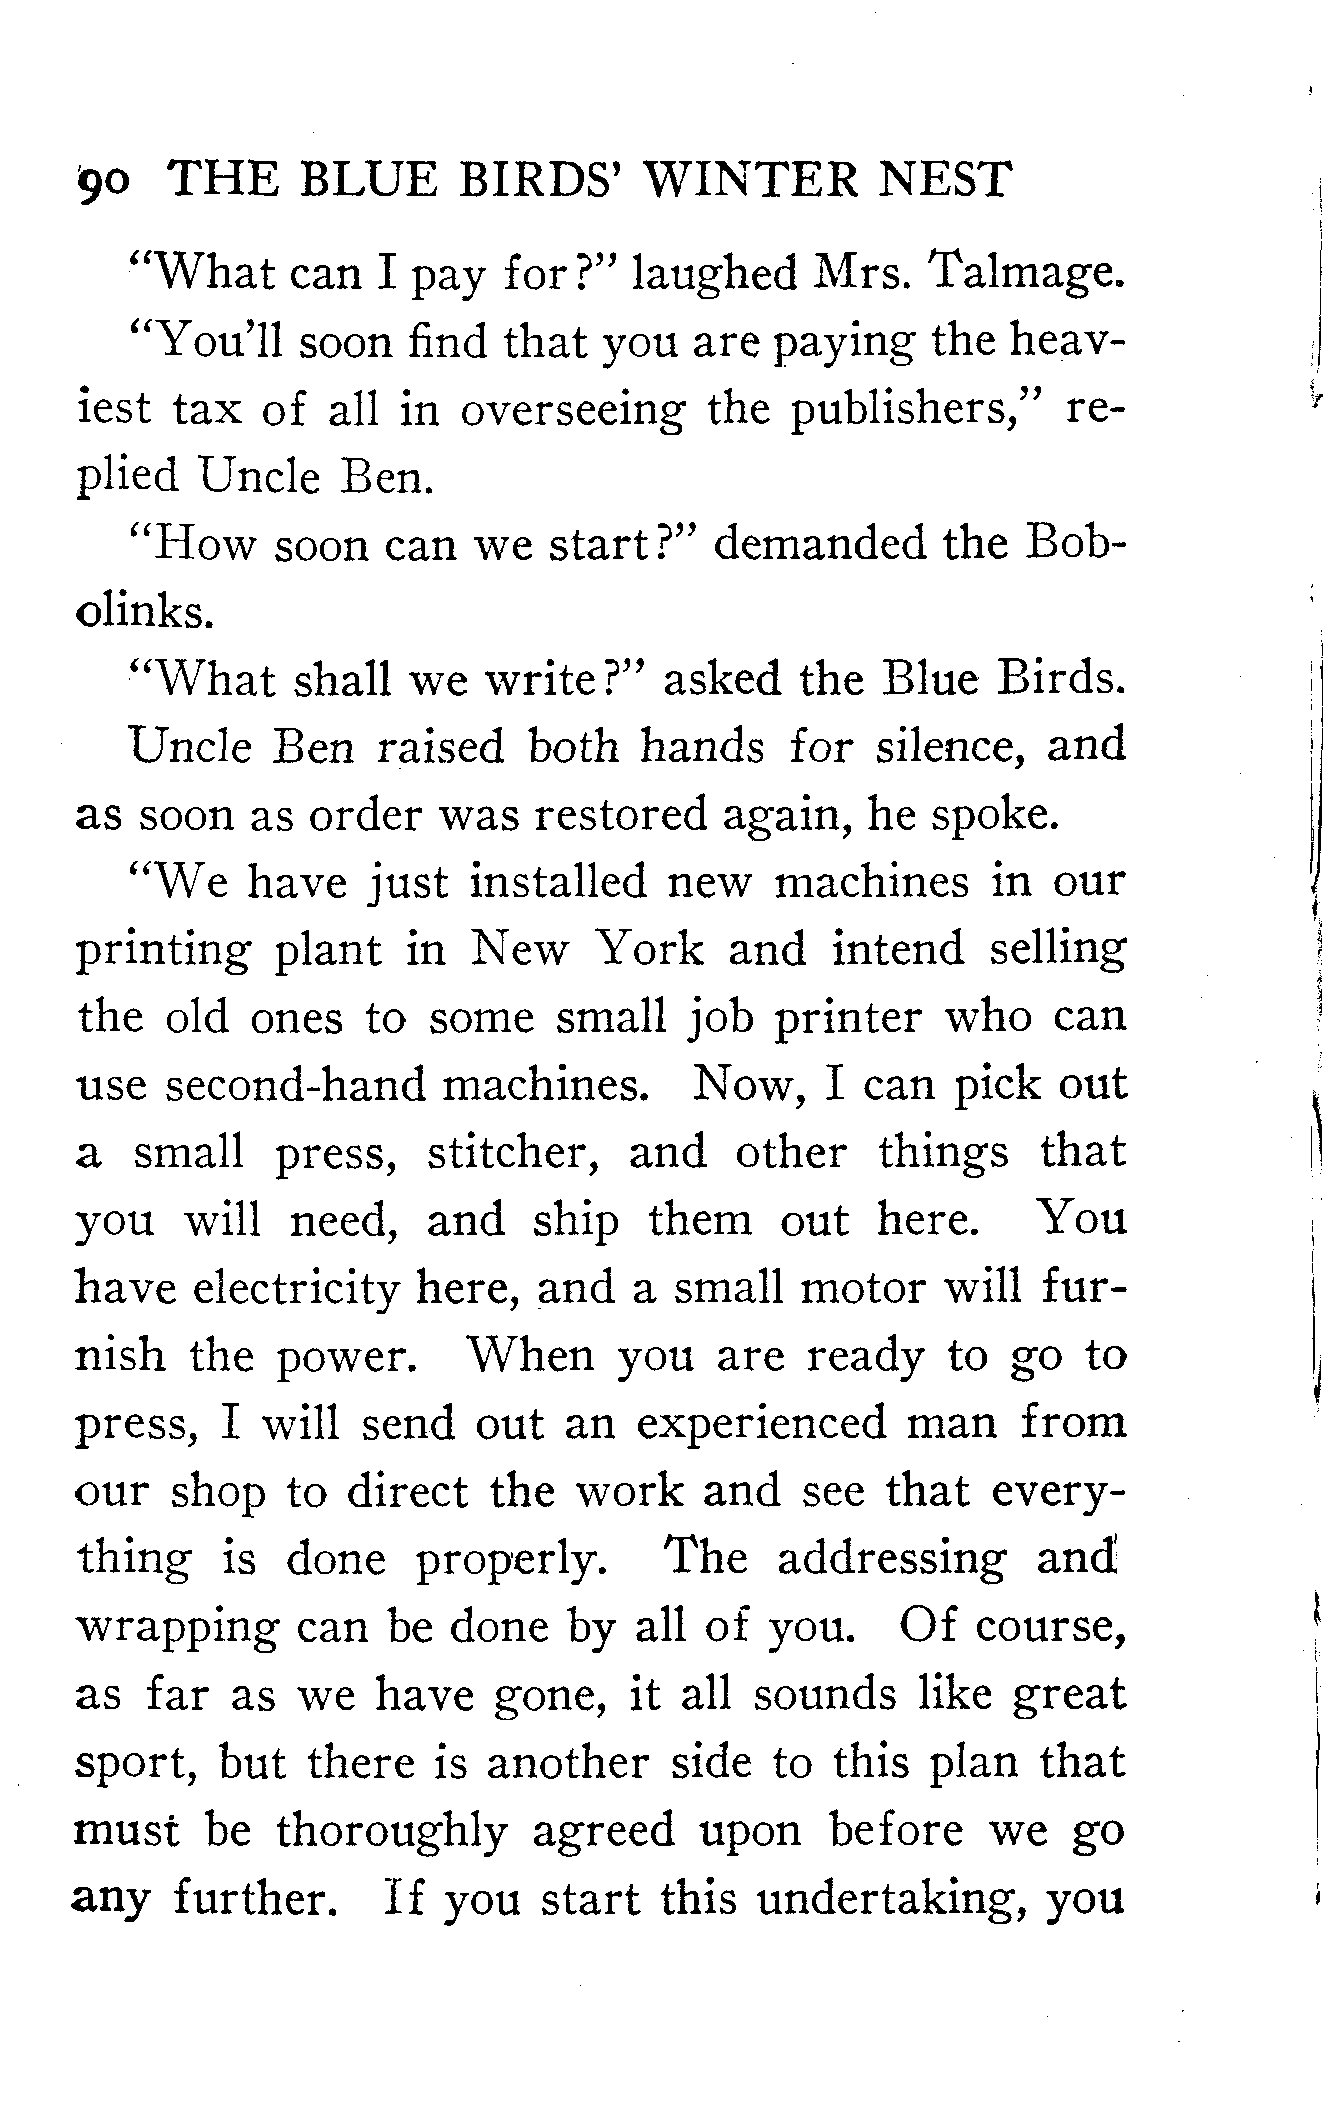 90 THE BLUE BIRDS' WINTER NEST
"What can I pay for?" laughed Mrs. Talmage.
"You'll soon find that you are paying the heav-
iest tax of all in overseeing the publishers," re-
plied Uncle Ben.
"How soon can we start?" demanded the Bob-
olinks.
"What shall we write?" asked the Blue Birds.
Uncle Ben raised both hands for silence, and
as soon as order was restored again, he spoke.
"We have just installed new machines in our
printing plant in New York and intend selling
the old ones to some small job printer who can
use second-hand machines. Now, I can pick out
a small press, stitcher, and other things that
you will need, and ship them out here. You
have electricity here, and a small motor will fur-
nish the power. When you are ready to go to
press, I will send out an experienced man from
our shop to direct the work and see that every-
thing is done properly. The addressing and
wrapping can be done by all of you. Of course,
as far as we have gone, it all sounds like great
sport, but there is another side to this plan that
must be thoroughly agreed upon before we go
any further. If you start this undertaking, you